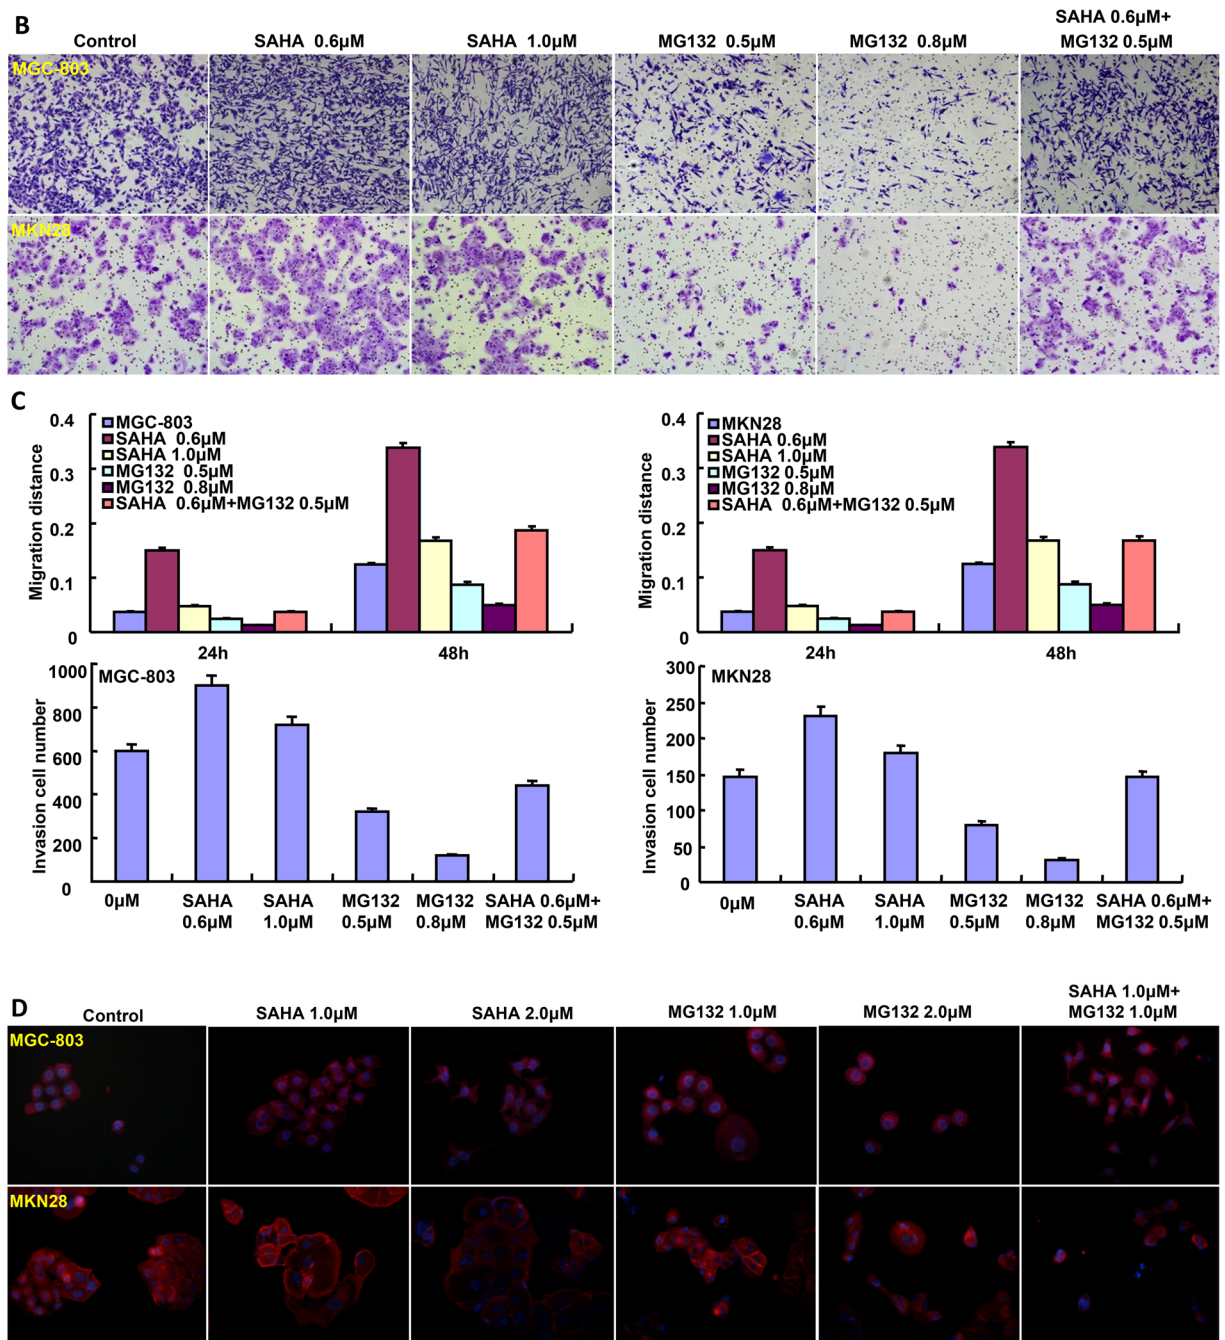 B
Control
SAHA 0.6μM
SAHA 1.0μM
MG132 0.5μM
MG132 0.8μM
SAHA 0.6μM+
MG132 0.5μM
MGC-803
MKN28
C
Migration distance
0.4
0.3
0.2
0.1
0
MGC-803
SAHA 0.6μM
SAHA 1.0μM
MG132 0.5μM
MG132 0.8μM
SAHA 0.6μM+MG132 0.5μM
24h
48h
Migration distance
0.4
0.3
0.2
0.1
0
MKN28
SAHA 0.6μM
SAHA 1.0μM
MG132 0.5μM
MG132 0.8μM
SAHA 0.6μM+MG132 0.5μM
24h
48h
Invasion cell number
1000
800
600
400
200
0
MGC-803
0μM
SAHA
0.6μM
SAHA
1.0μM
MG132
0.5μM
MG132
0.8μM
SAHA 0.6μM+
MG132 0.5μM
Invasion cell number
300
250
200
150
100
50
0
MKN28
0μM
SAHA
0.6μM
SAHA
1.0μM
MG132
0.5μM
MG132
0.8μM
SAHA 0.6μM+
MG132 0.5μM
D
Control
SAHA 1.0μM
SAHA 2.0μM
MG132 1.0μM
MG132 2.0μM
SAHA 1.0μM+
MG132 1.0μM
MGC-803
MKN28